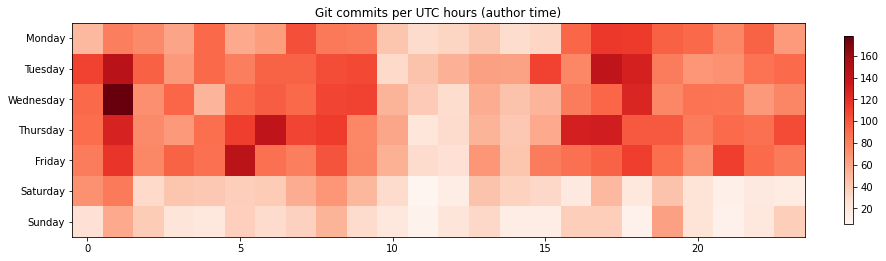 Git commits per UTC hours (author time)
Monday
Tuesday
Wednesday
Thursday
Friday
Saturday
Sunday
0 5 10 15 20
160
140
120
100
80
60
40
20